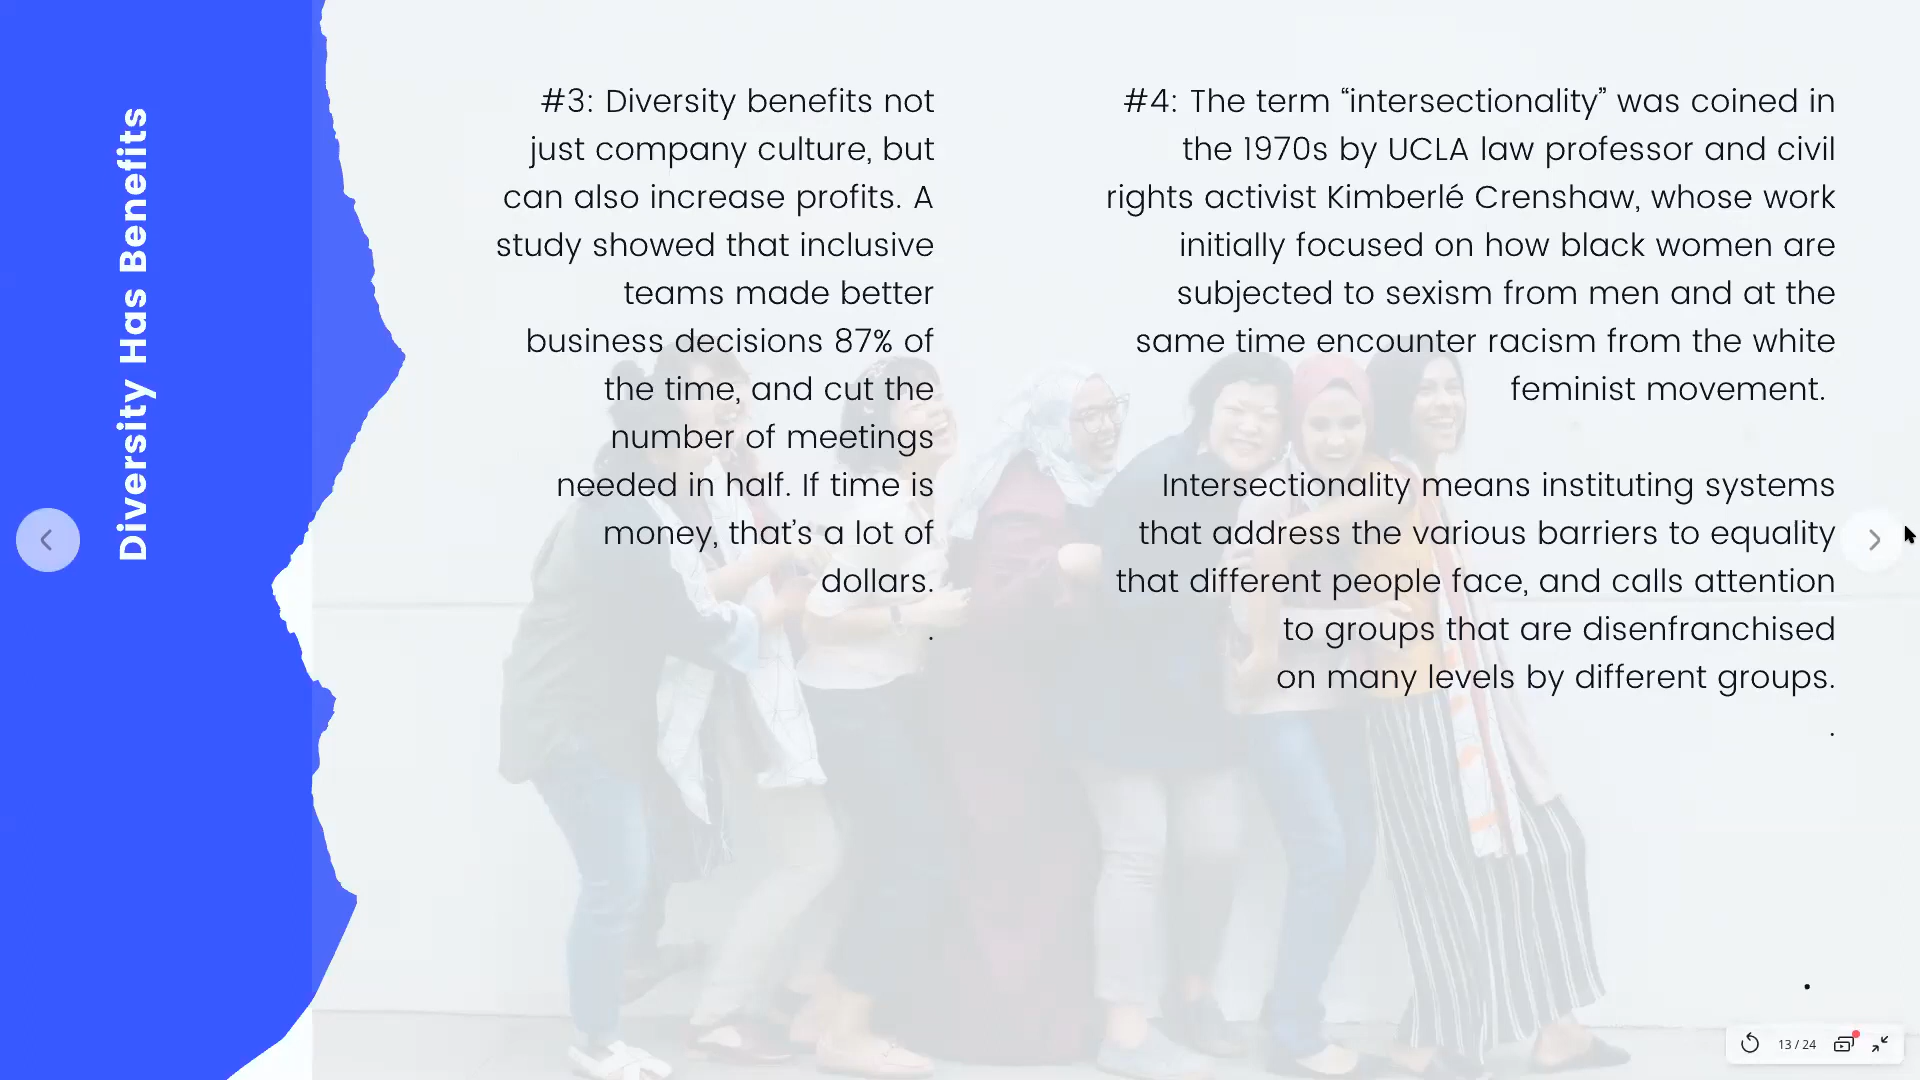 Diversity Has Benefits
#3: Diversity benefits not
just company culture, but
can also increase profits. A
study showed that inclusive
teams made better
business decisions 87% of
the time, and cut the
number of meetings
needed in half. If time is
money, that’s a lot of
dollars.
.
#4: The term “intersectionality” was coined in
the 1970s by UCLA law professor and civil
rights activist Kimberlé Crenshaw, whose work
initially focused on how black women are
subjected to sexism from men and at the
same time encounter racism from the white
feminist movement.
Intersectionality means instituting systems
that address the various barriers to equality
that different people face, and calls attention
to groups that are disenfranchised
on many levels by different groups.
.
13 / 24